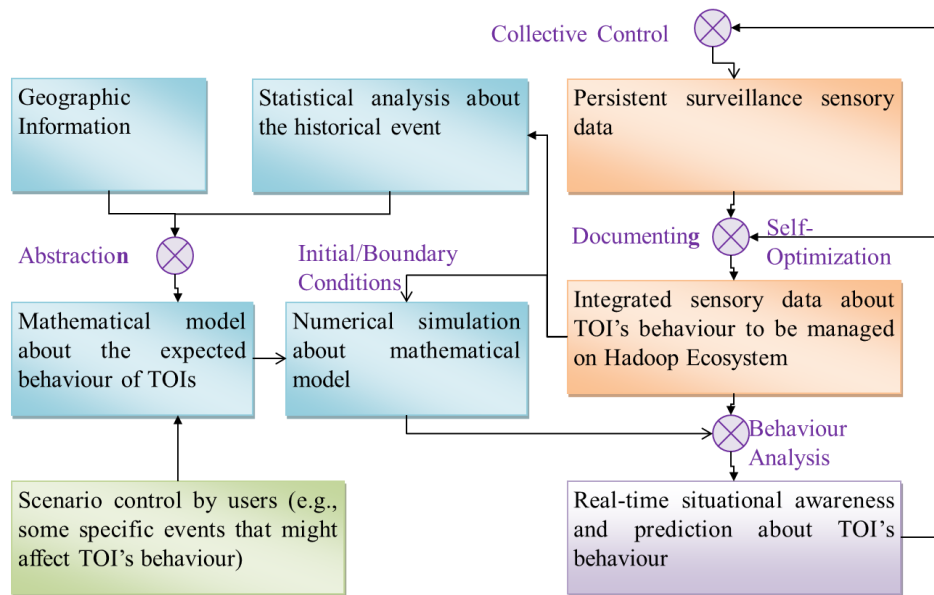 Collective Control
Geographic
Information
Statistical analysis about
the historical event
Persistent surveillance sensory
data
Abstraction
Initial/Boundary
Conditions
Documenting
Self-
Optimization
Mathematical model
about the expected
behaviour of TOIs
Numerical simulation
about mathematical
model
Integrated sensory data about
TOI's behaviour to be managed
on Hadoop Ecosystem
Behaviour
Analysis
Scenario control by users (e.g.,
some specific events that might
affect TOI's behaviour)
Real-time situational awareness
and prediction about TOI's
behaviour